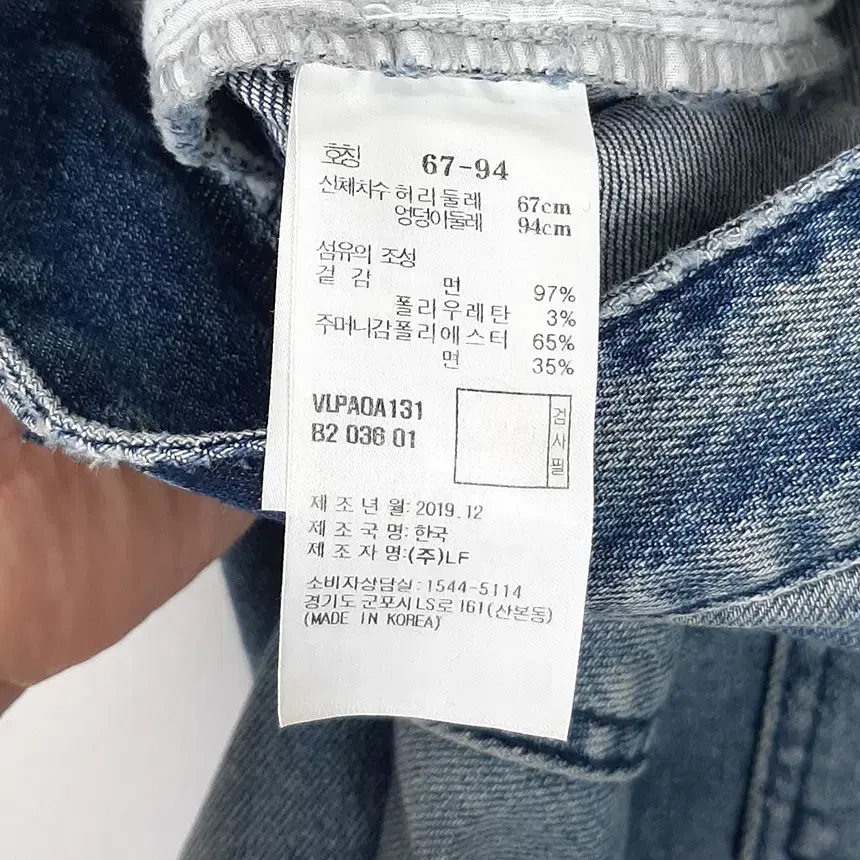 호칭 67-94
신체치수 허리둘레 67cm
엉덩이둘레 94cm
섬유의 조성
겉 감 면 97%
폴리우레탄 3%
주머니감 폴리에스터 65%
면 35%
VLPA0A131
B2 036 01
검사필
제조년월: 2019.12
제조국명: 한국
제조자명: (주)LF
소비자상담실: 1544-5114
경기도 군포시 LS로 161 (산본동)
(MADE IN KOREA)